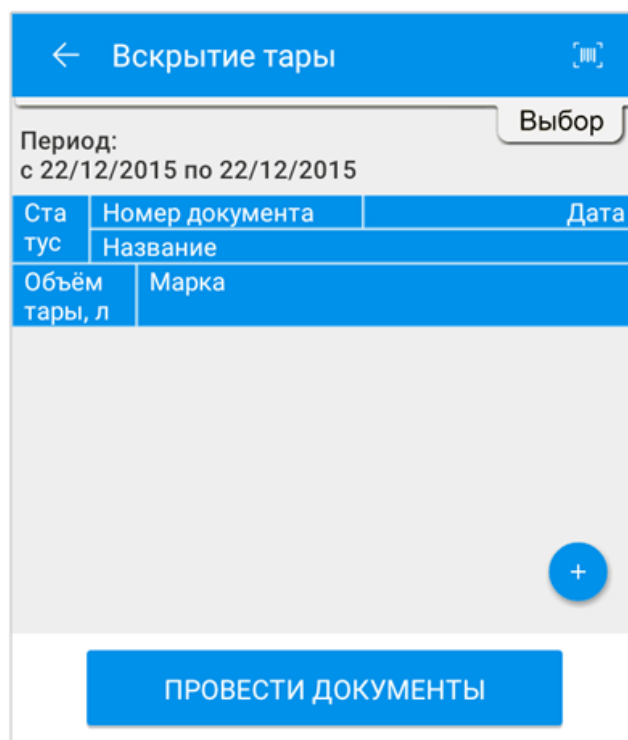 Вскрытие тары
Выбор
Период:
с 22/12/2015 по 22/12/2015
Ста
тус
Номер документа
Дата
Название
Объём
тары, л
Марка
+
ПРОВЕСТИ ДОКУМЕНТЫ